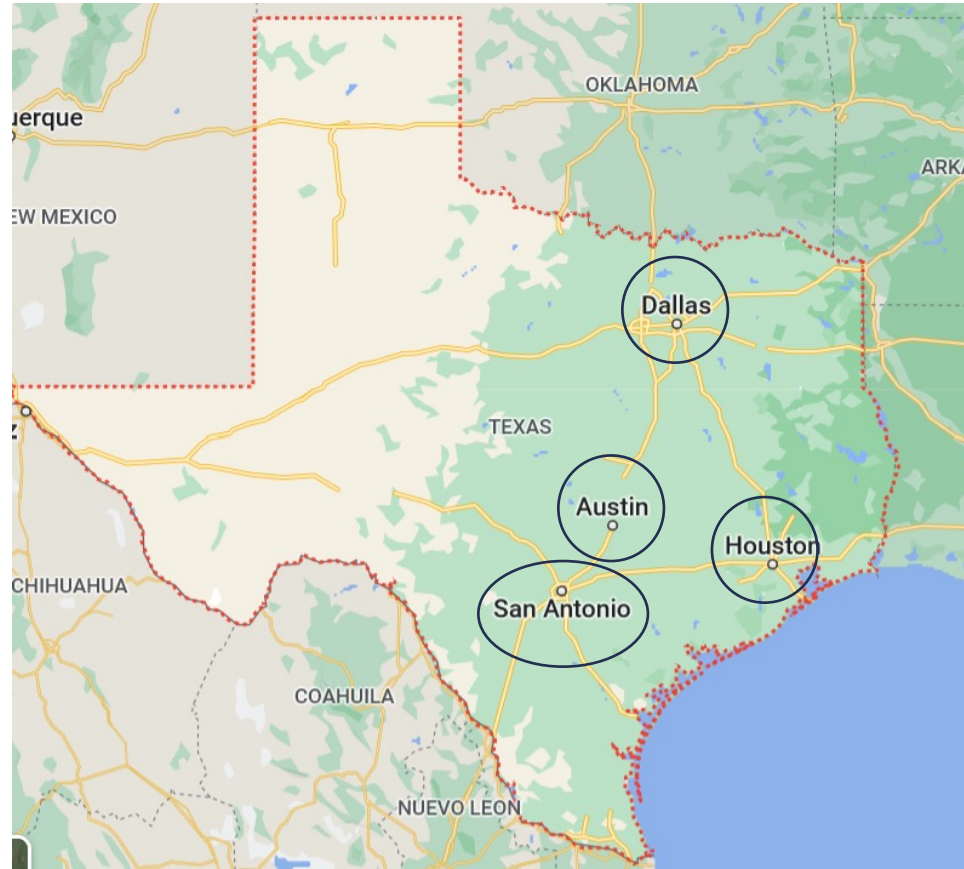 OKLAHOMA
uerque
ARKA
EW MEXICO
Dallas
TEXAS
z
Austin
Houston
CHIHUAHUA
San Antonio
COAHUILA
NUEVO LEON